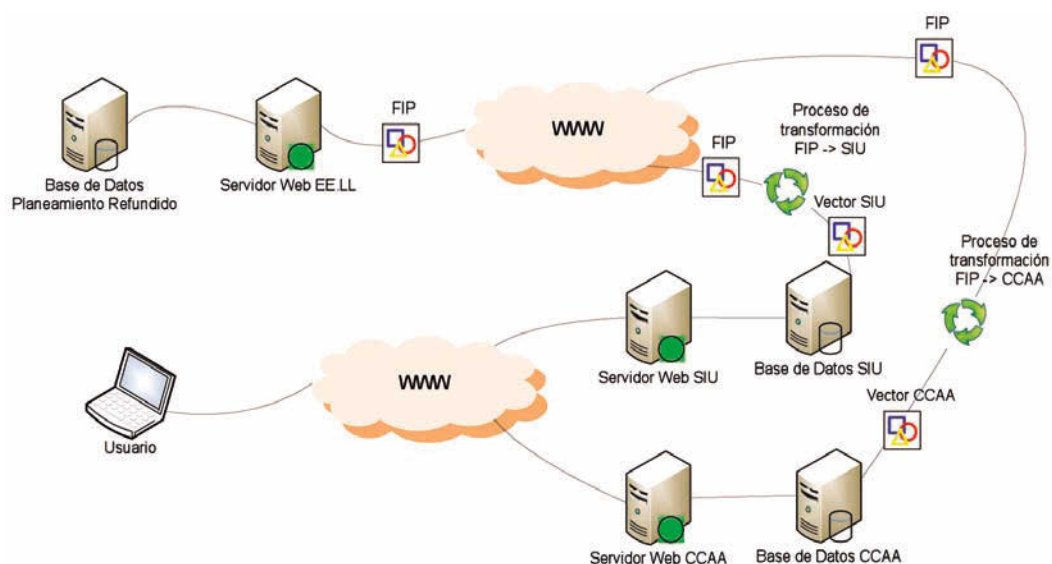 FIP
FIP
WWW
Proceso de
transformación
FIP -> SIU
FIP
Base de Datos
Planeamiento Refundido
Servidor Web EE.LL
Vector SIU
Proceso de
transformación
FIP -> CCAA
WWW
Servidor Web SIU
Base de Datos SIU
Vector CCAA
Usuario
Servidor Web CCAA
Base de Datos CCAA